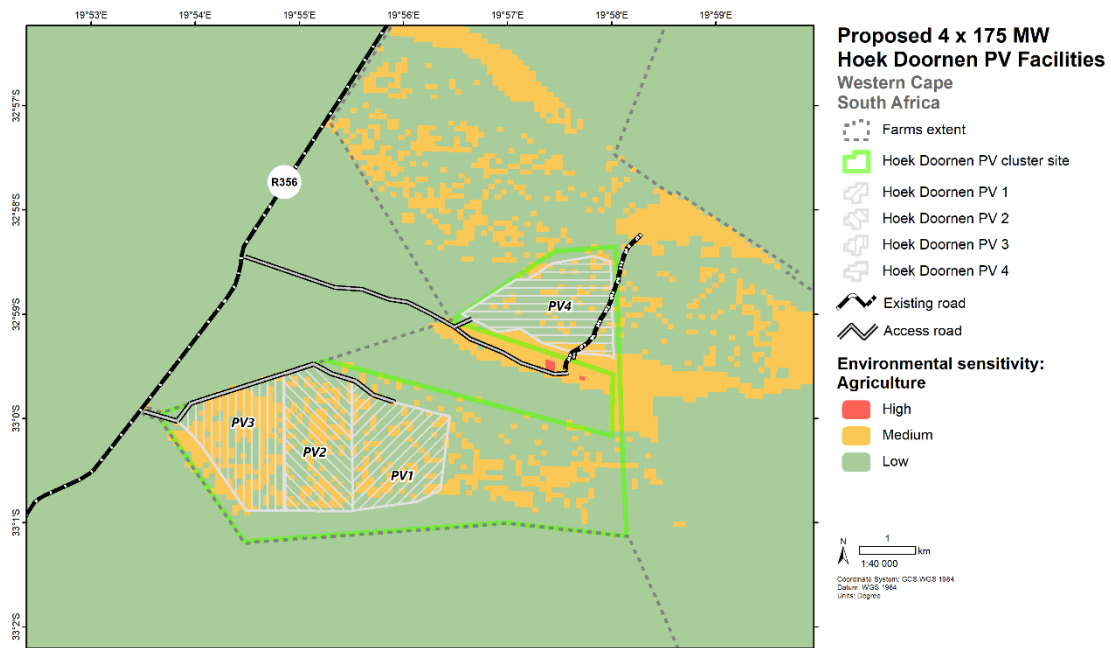 19°53'E 19°54'E 19°55'E 19°56'E 19°57'E 19°58'E 19°59'E
32°57'S
32°58'S
32°59'S
33°0'S
33°1'S
33°2'S
R356
PV4
PV3
PV2
PV1
Proposed 4 x 175 MW
Hoek Doornen PV Facilities
Western Cape
South Africa
Farms extent
Hoek Doornen PV cluster site
Hoek Doornen PV 1
Hoek Doornen PV 2
Hoek Doornen PV 3
Hoek Doornen PV 4
Existing road
Access road
Environmental sensitivity:
Agriculture
High
Medium
Low
N
1
km
1:40 000
Coordinate System: GCS WGS 1984
Datum: WGS 1984
Units: Degree